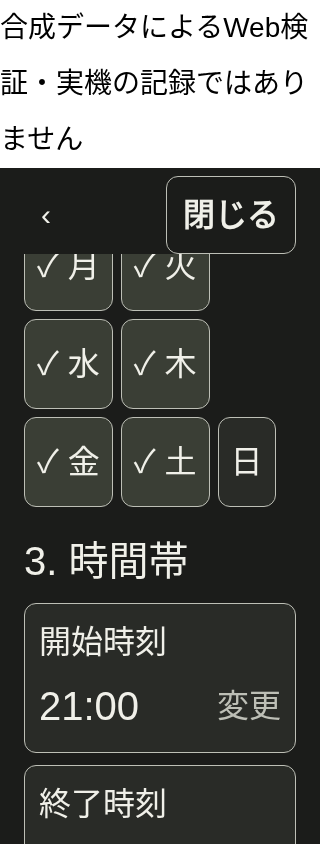 合成データによるWeb検
証・実機の記録ではあり
ません
‹ 閉じる
✓ 月 ✓ 火
✓ 水 ✓ 木
✓ 金 ✓ 土 日
3. 時間帯
開始時刻
21:00 変更
終了時刻